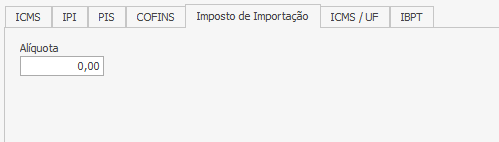 ICMS IPI PIS COFINS Imposto de Importação ICMS / UF IBPT
Alíquota
0,00